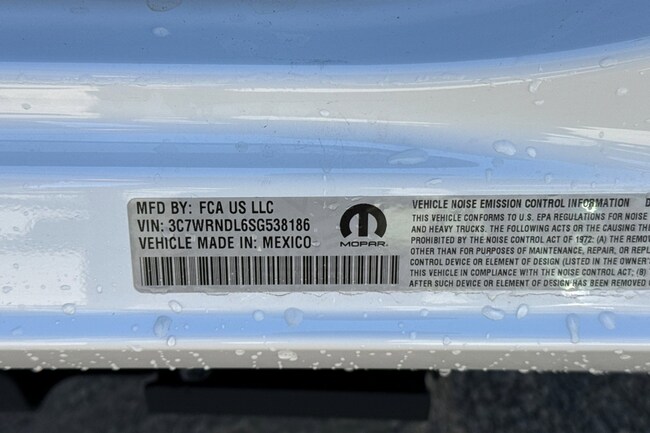 MFD BY: FCA US LLC
VIN: 3C7WRNDL6SG538186
VEHICLE MADE IN MEXICO
MOPAR
VEHICLE NOISE EMISSION CONTROL INFORMATION D
THIS VEHICLE CONFORMS TO U.S. EPA REGULATIONS FOR NOISE
AND HEAVY TRUCKS. THE FOLLOWING ACTS OR THE CAUSING THE
PROHIBITED BY THE NOISE CONTROL ACT OF 1972: (A) THE REMOV
OTHER THAN FOR PURPOSES OF MAINTENANCE, REPAIR, OR REPL
CONTROL DEVICE OR ELEMENT OF DESIGN (LISTED IN THE OWNER
THIS VEHICLE IN COMPLIANCE WITH THE NOISE CONTROL ACT; (B)
AFTER SUCH DEVICE OR ELEMENT OF DESIGN HAS BEEN REMOVED